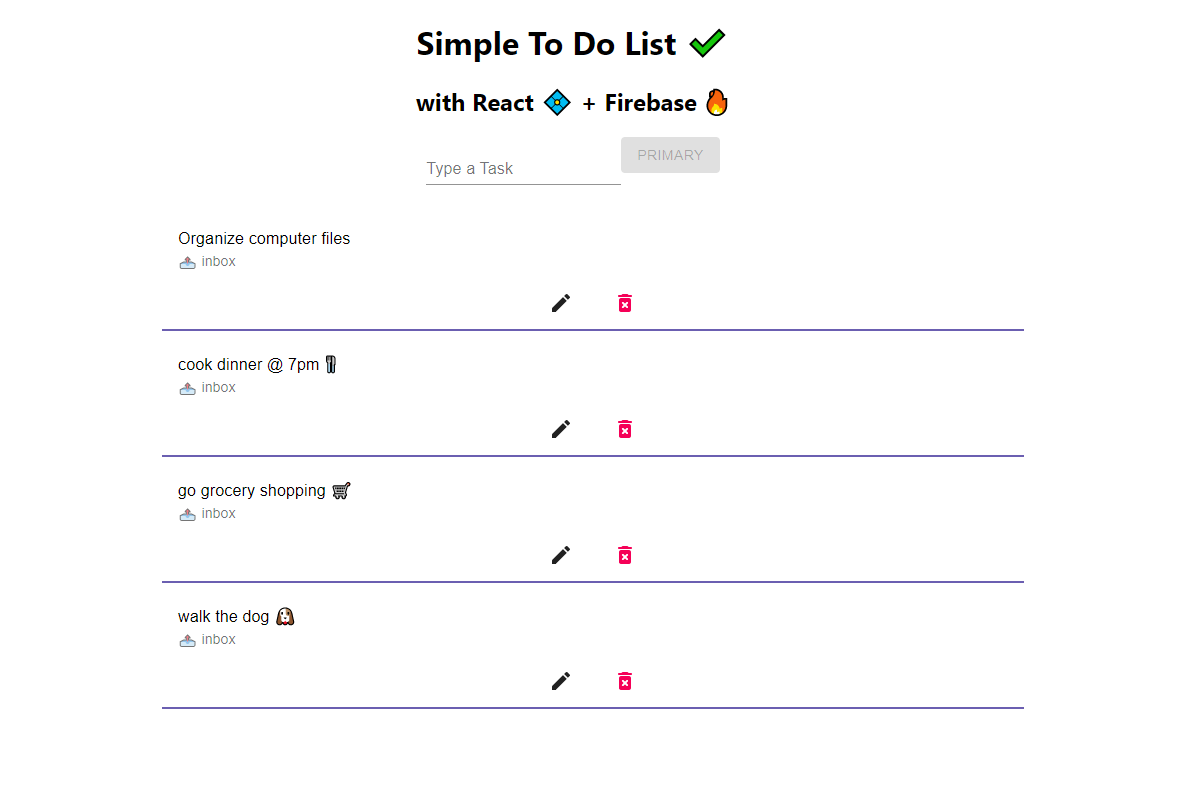 Simple To Do List ✔
with React 💠 + Firebase 🔥
Type a Task
PRIMARY
Organize computer files
📤 inbox
cook dinner @ 7pm 🍴
📤 inbox
go grocery shopping 🛒
📤 inbox
walk the dog 🐶
📤 inbox